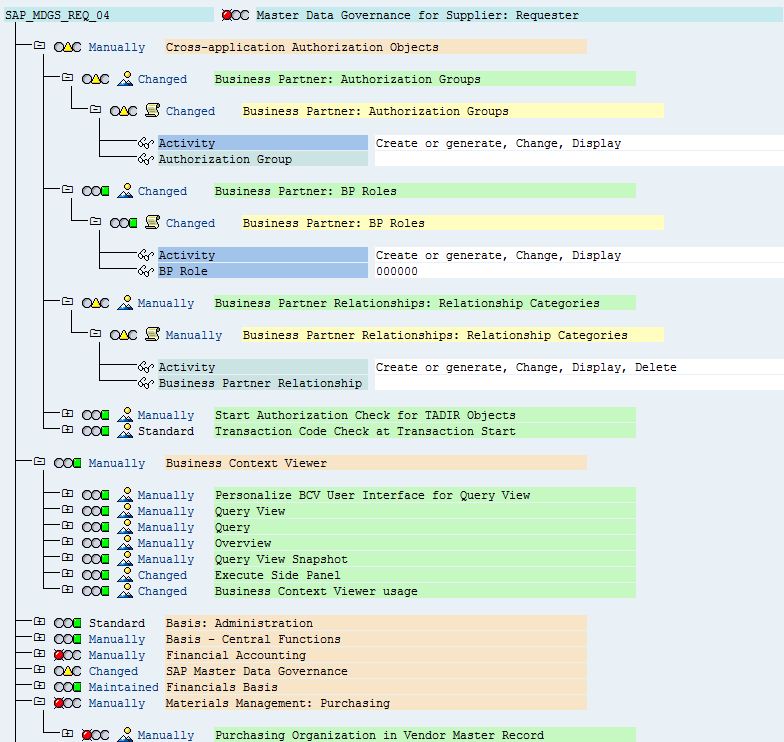 SAP_MDGS_REQ_04 Master Data Governance for Supplier: Requester
Manually Cross-application Authorization Objects
Changed Business Partner: Authorization Groups
Changed Business Partner: Authorization Groups
Activity Create or generate, Change, Display
Authorization Group
Changed Business Partner: BP Roles
Changed Business Partner: BP Roles
Activity Create or generate, Change, Display
BP Role 000000
Manually Business Partner Relationships: Relationship Categories
Manually Business Partner Relationships: Relationship Categories
Activity Create or generate, Change, Display, Delete
Business Partner Relationship
Manually Start Authorization Check for TADIR Objects
Standard Transaction Code Check at Transaction Start
Manually Business Context Viewer
Manually Personalize BCV User Interface for Query View
Manually Query View
Manually Query
Manually Overview
Manually Query View Snapshot
Changed Execute Side Panel
Changed Business Context Viewer usage
Standard Basis: Administration
Manually Basis - Central Functions
Manually Financial Accounting
Changed SAP Master Data Governance
Maintained Financials Basis
Manually Materials Management: Purchasing
Manually Purchasing Organization in Vendor Master Record